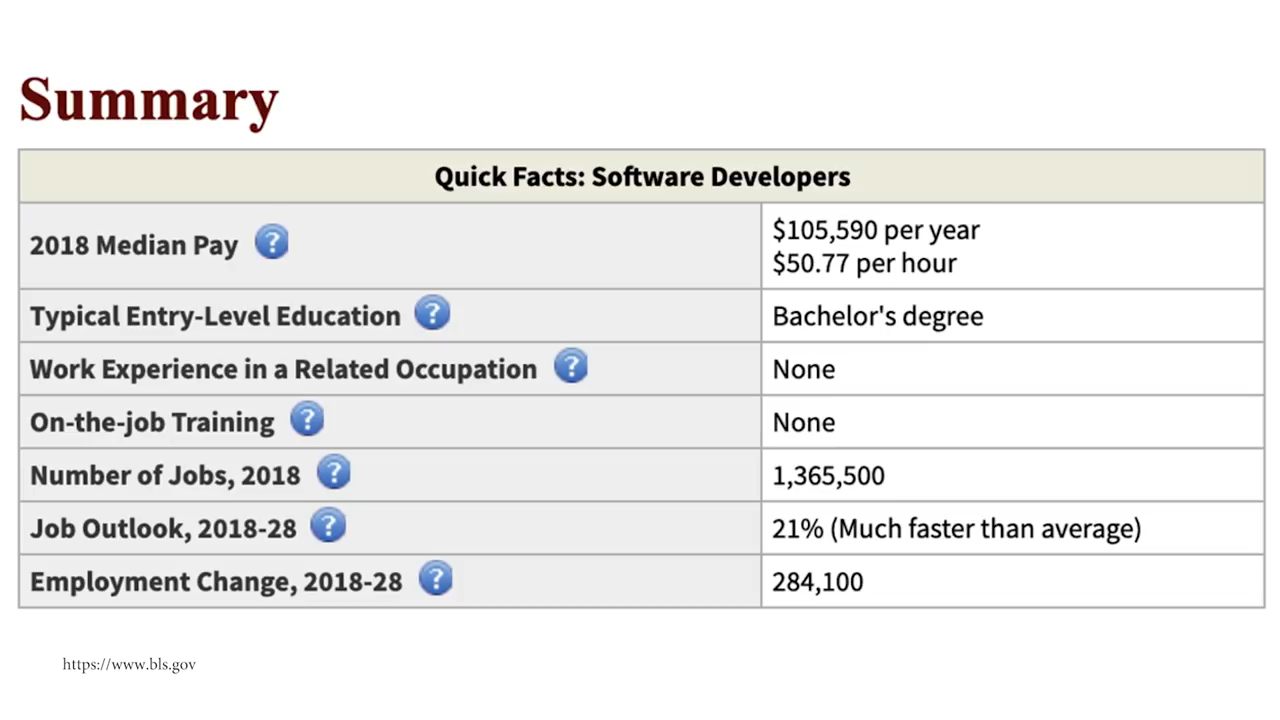 Summary
Quick Facts: Software Developers
2018 Median Pay ?
$105,590 per year
$50.77 per hour
Typical Entry-Level Education ?
Bachelor's degree
Work Experience in a Related Occupation ?
None
On-the-job Training ?
None
Number of Jobs, 2018 ?
1,365,500
Job Outlook, 2018-28 ?
21% (Much faster than average)
Employment Change, 2018-28 ?
284,100
https://www.bls.gov